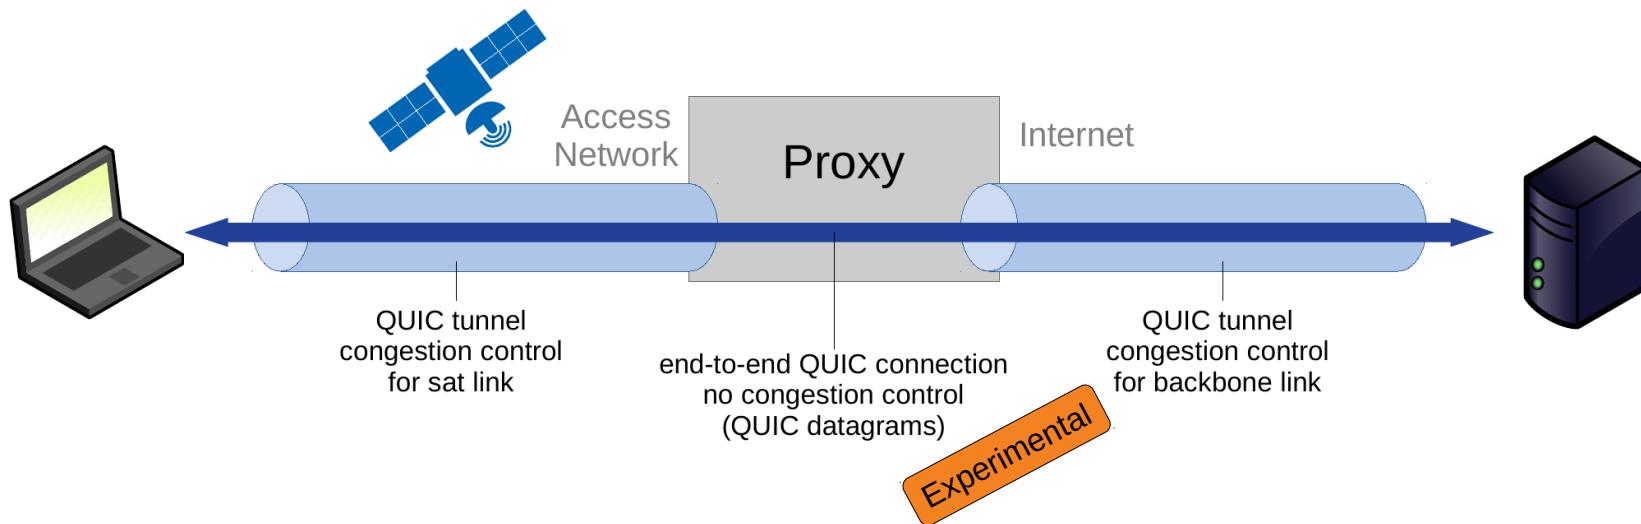 Access
Network
Proxy
Internet
QUIC tunnel
congestion control
for sat link
end-to-end QUIC connection
no congestion control
(QUIC datagrams)
QUIC tunnel
congestion control
for backbone link
Experimental